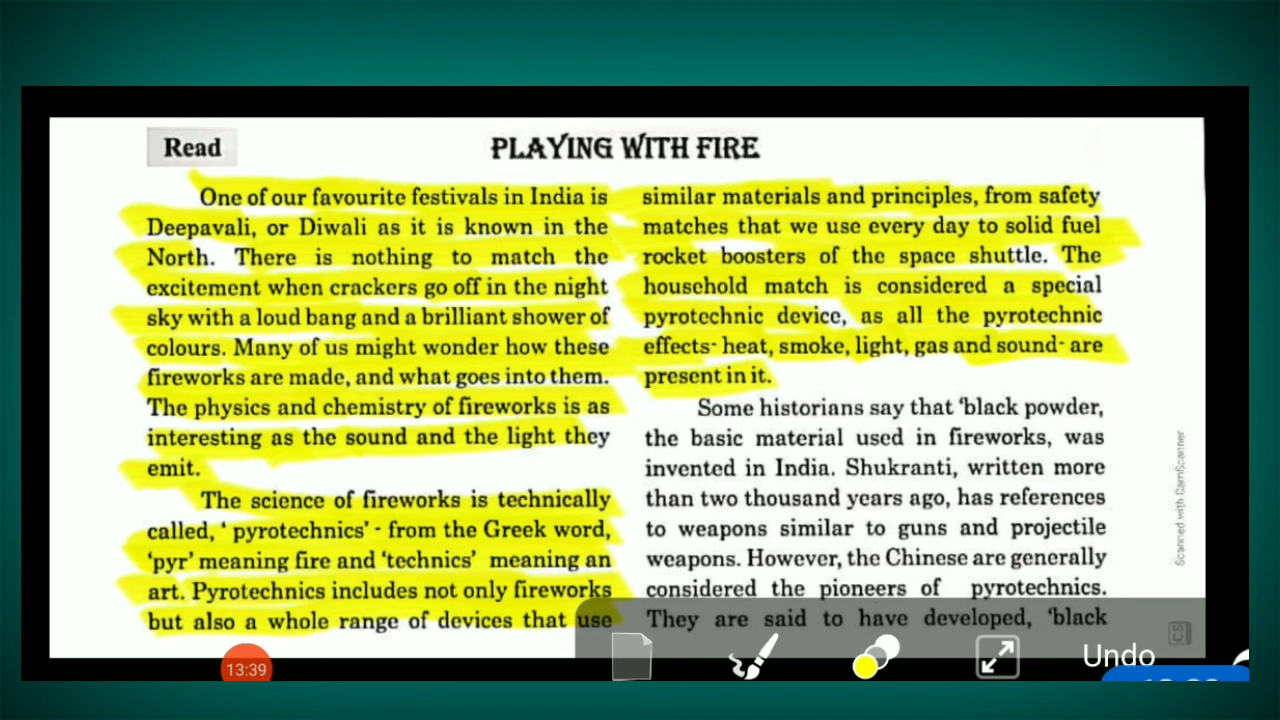 Read
PLAYING WITH FIRE
One of our favourite festivals in India is
Deepavali, or Diwali as it is known in the
North. There is nothing to match the
excitement when crackers go off in the night
sky with a loud bang and a brilliant shower of
colours. Many of us might wonder how these
fireworks are made, and what goes into them.
The physics and chemistry of fireworks is as
interesting as the sound and the light they
emit.
The science of fireworks is technically
called, ‘ pyrotechnics’ - from the Greek word,
‘pyr’ meaning fire and ‘technics’ meaning an
art. Pyrotechnics includes not only fireworks
but also a whole range of devices that use
similar materials and principles, from safety
matches that we use every day to solid fuel
rocket boosters of the space shuttle. The
household match is considered a special
pyrotechnic device, as all the pyrotechnic
effects- heat, smoke, light, gas and sound- are
present in it.
Some historians say that ‘black powder,
the basic material used in fireworks, was
invented in India. Shukranti, written more
than two thousand years ago, has references
to weapons similar to guns and projectile
weapons. However, the Chinese are generally
considered the pioneers of pyrotechnics.
They are said to have developed, ‘black
Scanned with CamScanner
CS
13:39
Undo